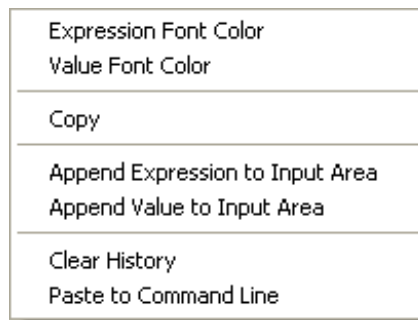 Expression Font Color
Value Font Color
Copy
Append Expression to Input Area
Append Value to Input Area
Clear History
Paste to Command Line